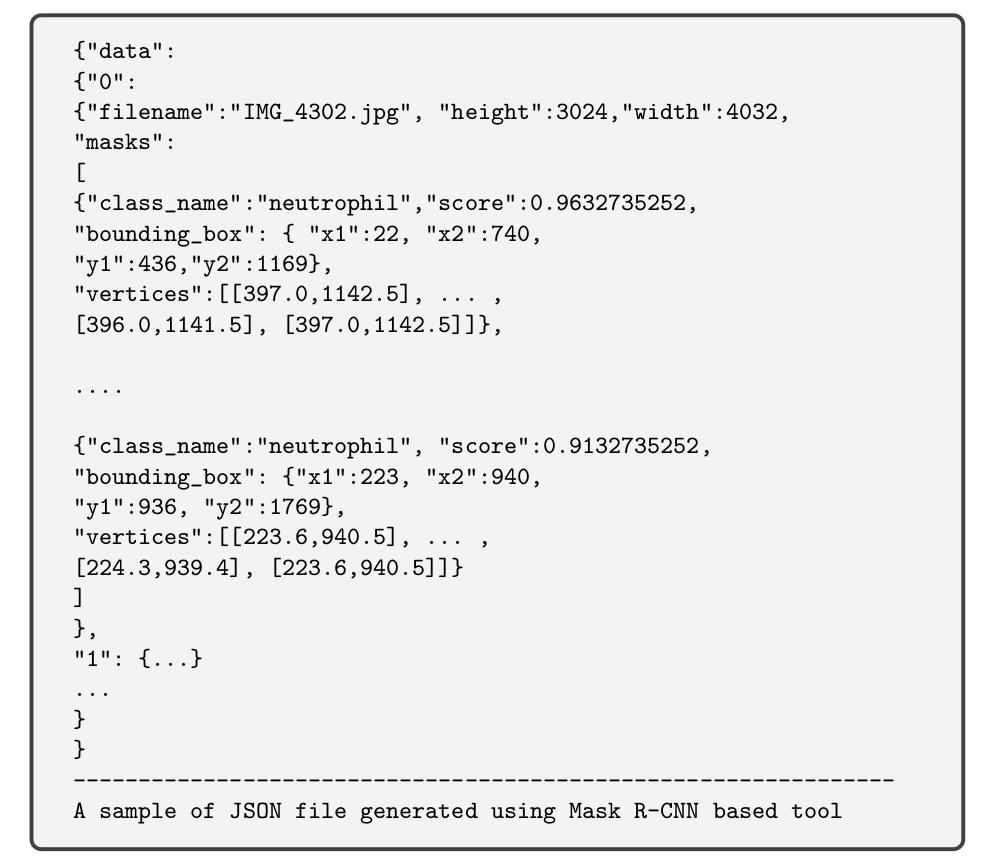 {"data":
{"0":
{"filename":"IMG_4302.jpg", "height":3024,"width":4032,
"masks":
[
{"class_name":"neutrophil","score":0.9632735252,
"bounding_box": { "x1":22, "x2":740,
"y1":436,"y2":1169},
"vertices":[[397.0,1142.5], ... ,
[396.0,1141.5], [397.0,1142.5]]},
....
{"class_name":"neutrophil", "score":0.9132735252,
"bounding_box": {"x1":223, "x2":940,
"y1":936, "y2":1769},
"vertices":[[223.6,940.5], ... ,
[224.3,939.4], [223.6,940.5]]}
]
},
"1": {...}
...
}
}
----------------------------------------------------------------
A sample of JSON file generated using Mask R-CNN based tool